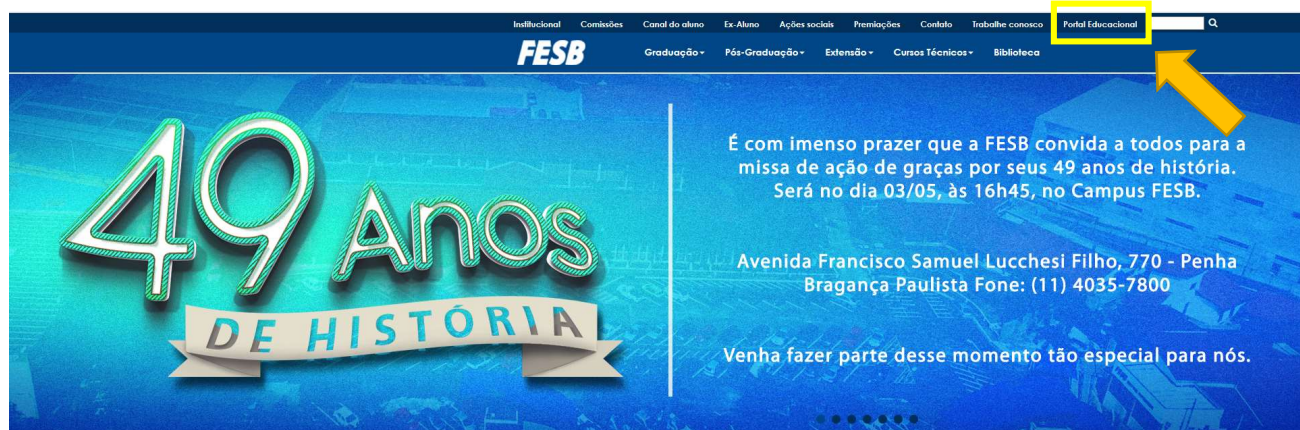 Institucional Comissões Canal do aluno Ex-Aluno Ações sociais Premiações Contato Trabalhe conosco Portal Educacional
FESB Graduação Pós-Graduação Extensão Cursos Técnicos Biblioteca
49 Anos
DE HISTÓRIA
É com imenso prazer que a FESB convida a todos para a
missa de ação de graças por seus 49 anos de história.
Será no dia 03/05, às 16h45, no Campus FESB.
Avenida Francisco Samuel Lucchesi Filho, 770 - Penha
Bragança Paulista Fone: (11) 4035-7800
Venha fazer parte desse momento tão especial para nós.